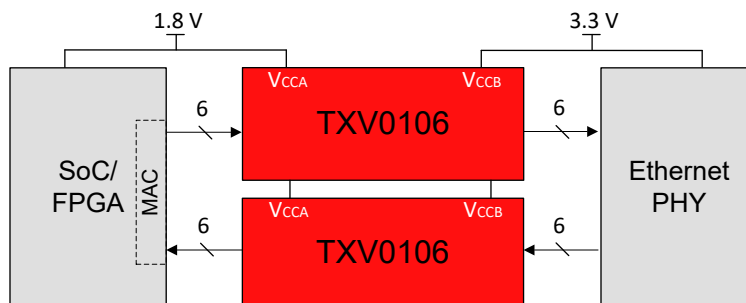 1.8 V
3.3 V
VCCA
VCCB
6
TXV0106
6
SoC/
FPGA
MAC
Ethernet
PHY
VCCA
VCCB
6
TXV0106
6